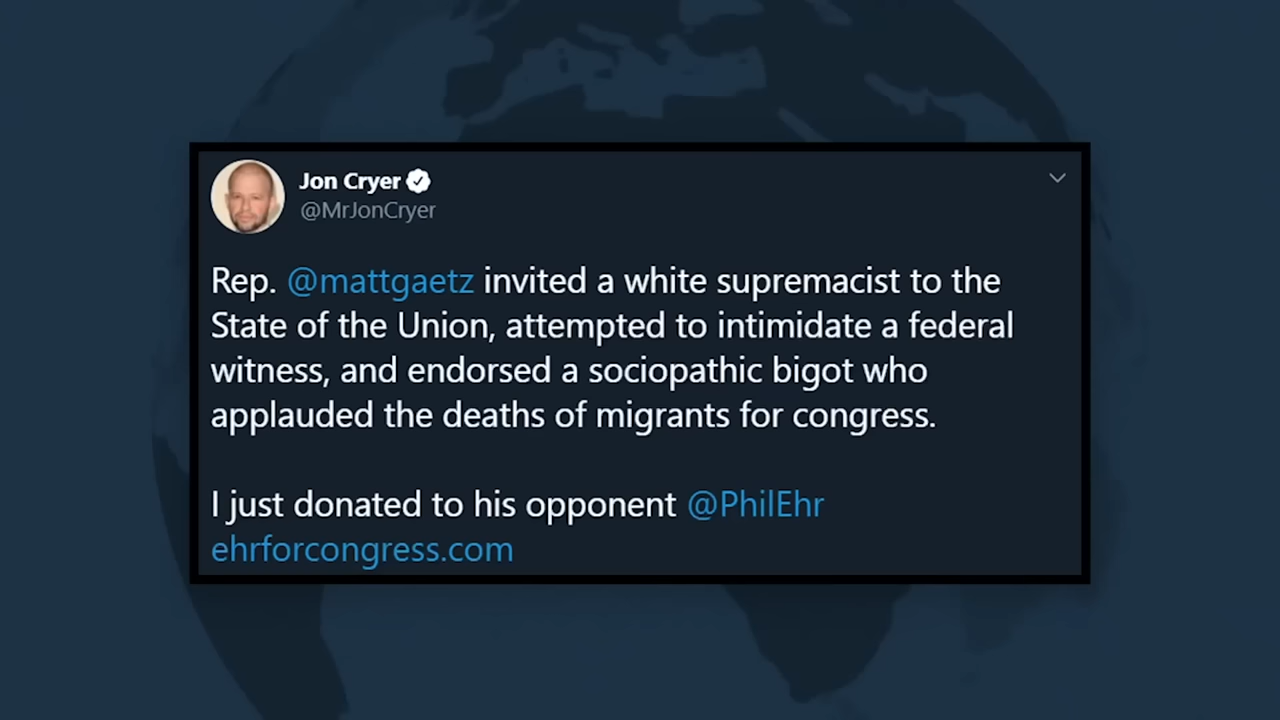 Jon Cryer
@MrJonCryer
Rep. @mattgaetz invited a white supremacist to the
State of the Union, attempted to intimidate a federal
witness, and endorsed a sociopathic bigot who
applauded the deaths of migrants for congress.
I just donated to his opponent @PhilEhr
ehrforcongress.com